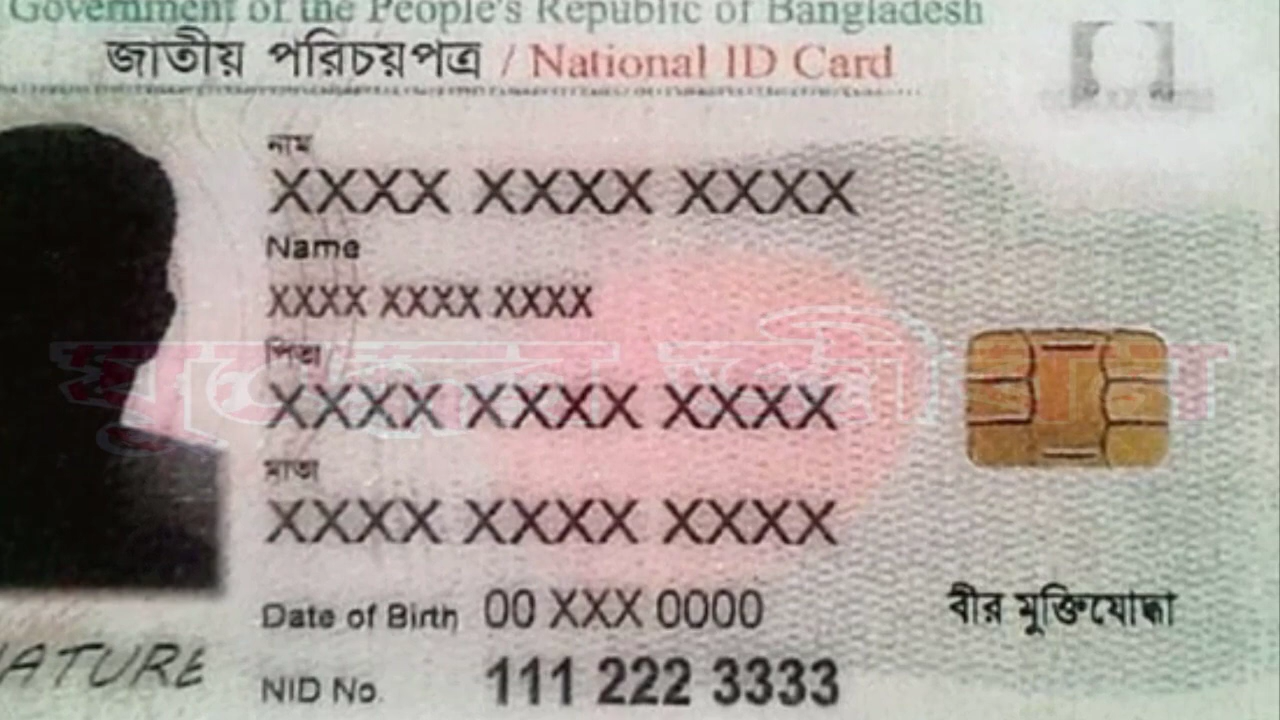 Government of the People's Republic of Bangladesh
জাতীয় পরিচয়পত্র / National ID Card
নাম
XXXX XXXX XXXX
Name
XXXX XXXX XXXX
পিতা
XXXX XXXX XXXX
মাতা
XXXX XXXX XXXX
Date of Birth 00 XXX 0000
বীর মুক্তিযোদ্ধা
NATURE
NID No. 111 222 3333